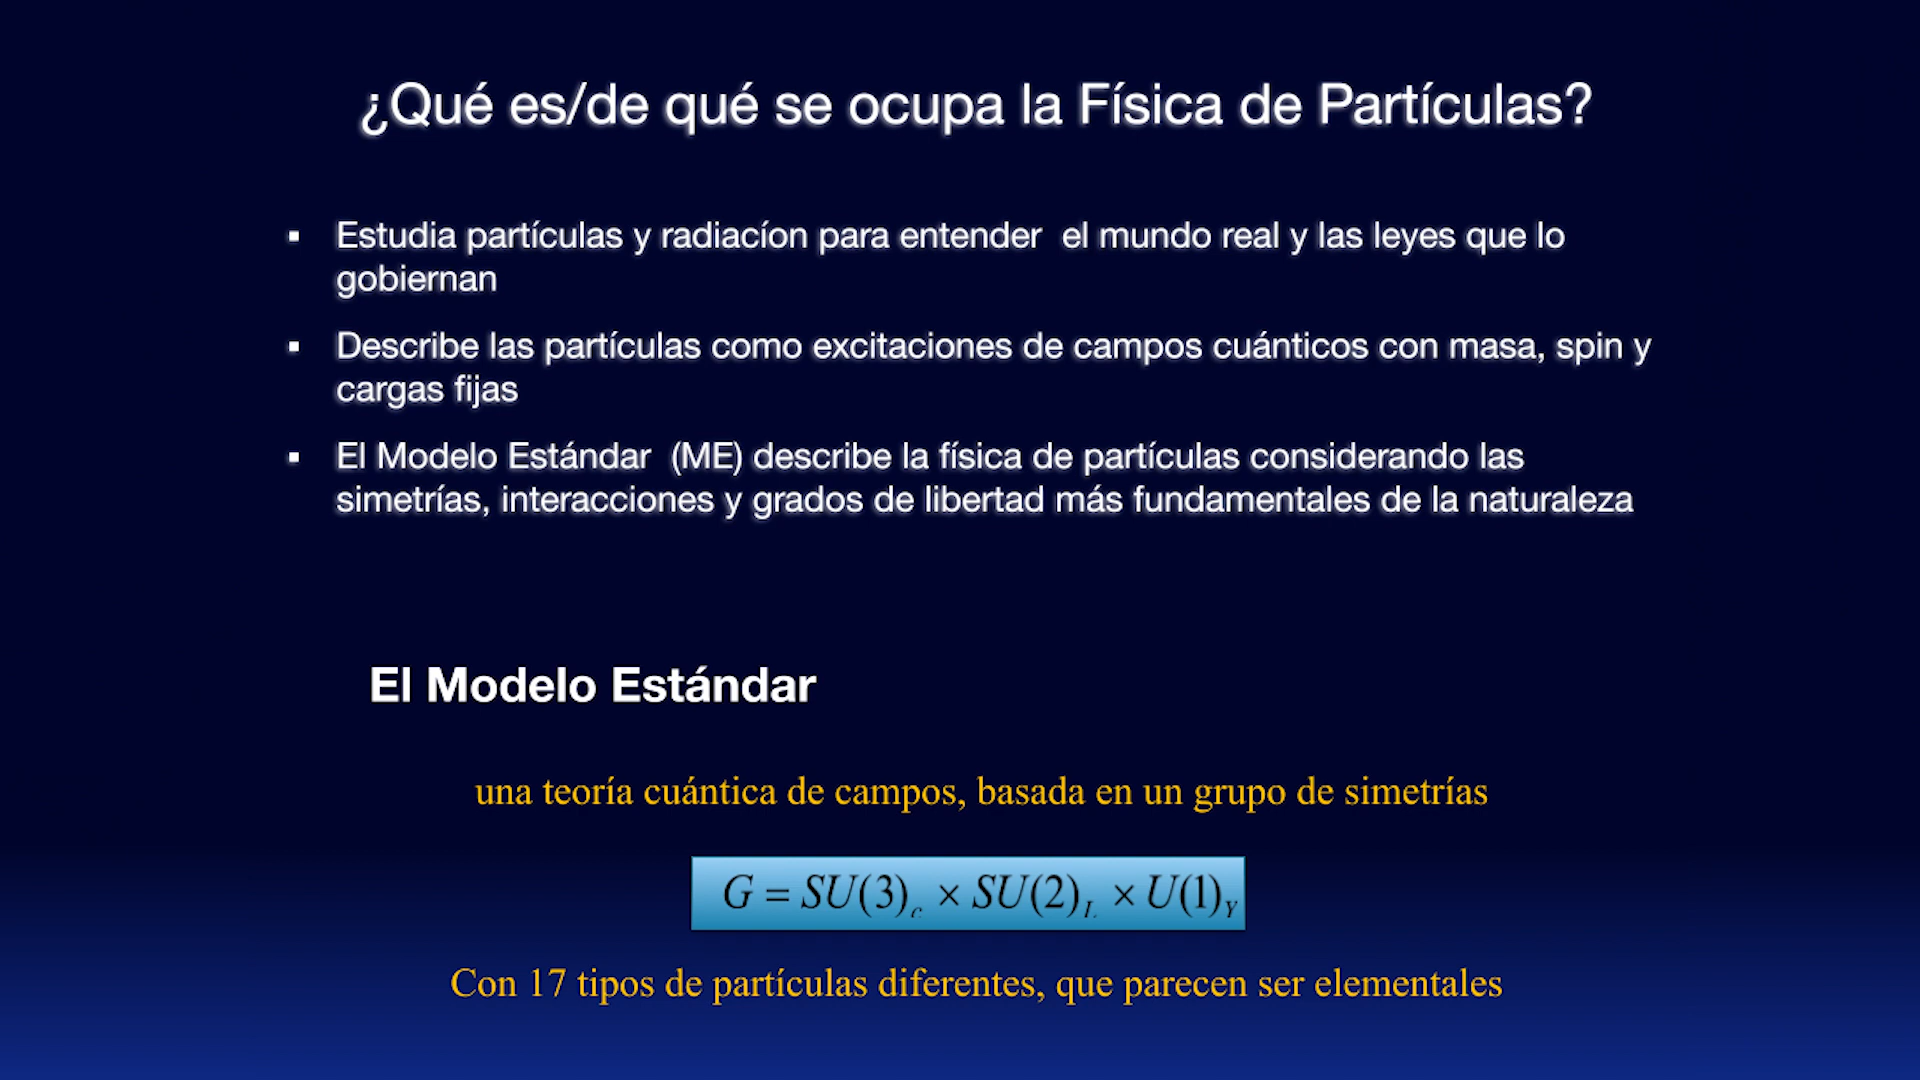 ¿Qué es/de qué se ocupa la Física de Partículas?
▪ Estudia partículas y radiacíon para entender el mundo real y las leyes que lo
gobiernan
▪ Describe las partículas como excitaciones de campos cuánticos con masa, spin y
cargas fijas
▪ El Modelo Estándar (ME) describe la física de partículas considerando las
simetrías, interacciones y grados de libertad más fundamentales de la naturaleza
El Modelo Estándar
una teoría cuántica de campos, basada en un grupo de simetrías
G = SU(3)_c × SU(2)_L × U(1)_Y
Con 17 tipos de partículas diferentes, que parecen ser elementales